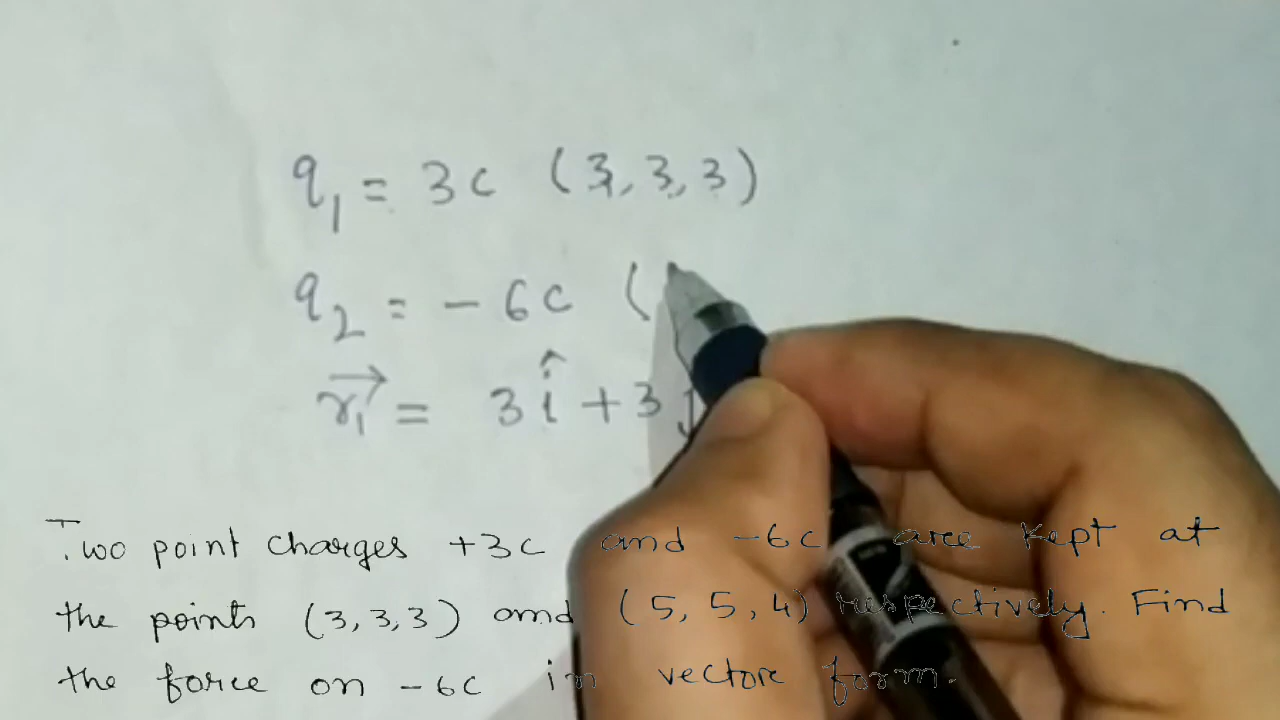 q₁ = 3c (3, 3, 3)
q₂ = - 6c (
r₁ = 3î + 3j
Two point charges +3c and -6c are kept at
the points (3,3,3) and (5, 5, 4) respectively. Find
the force on -6c in vector form.